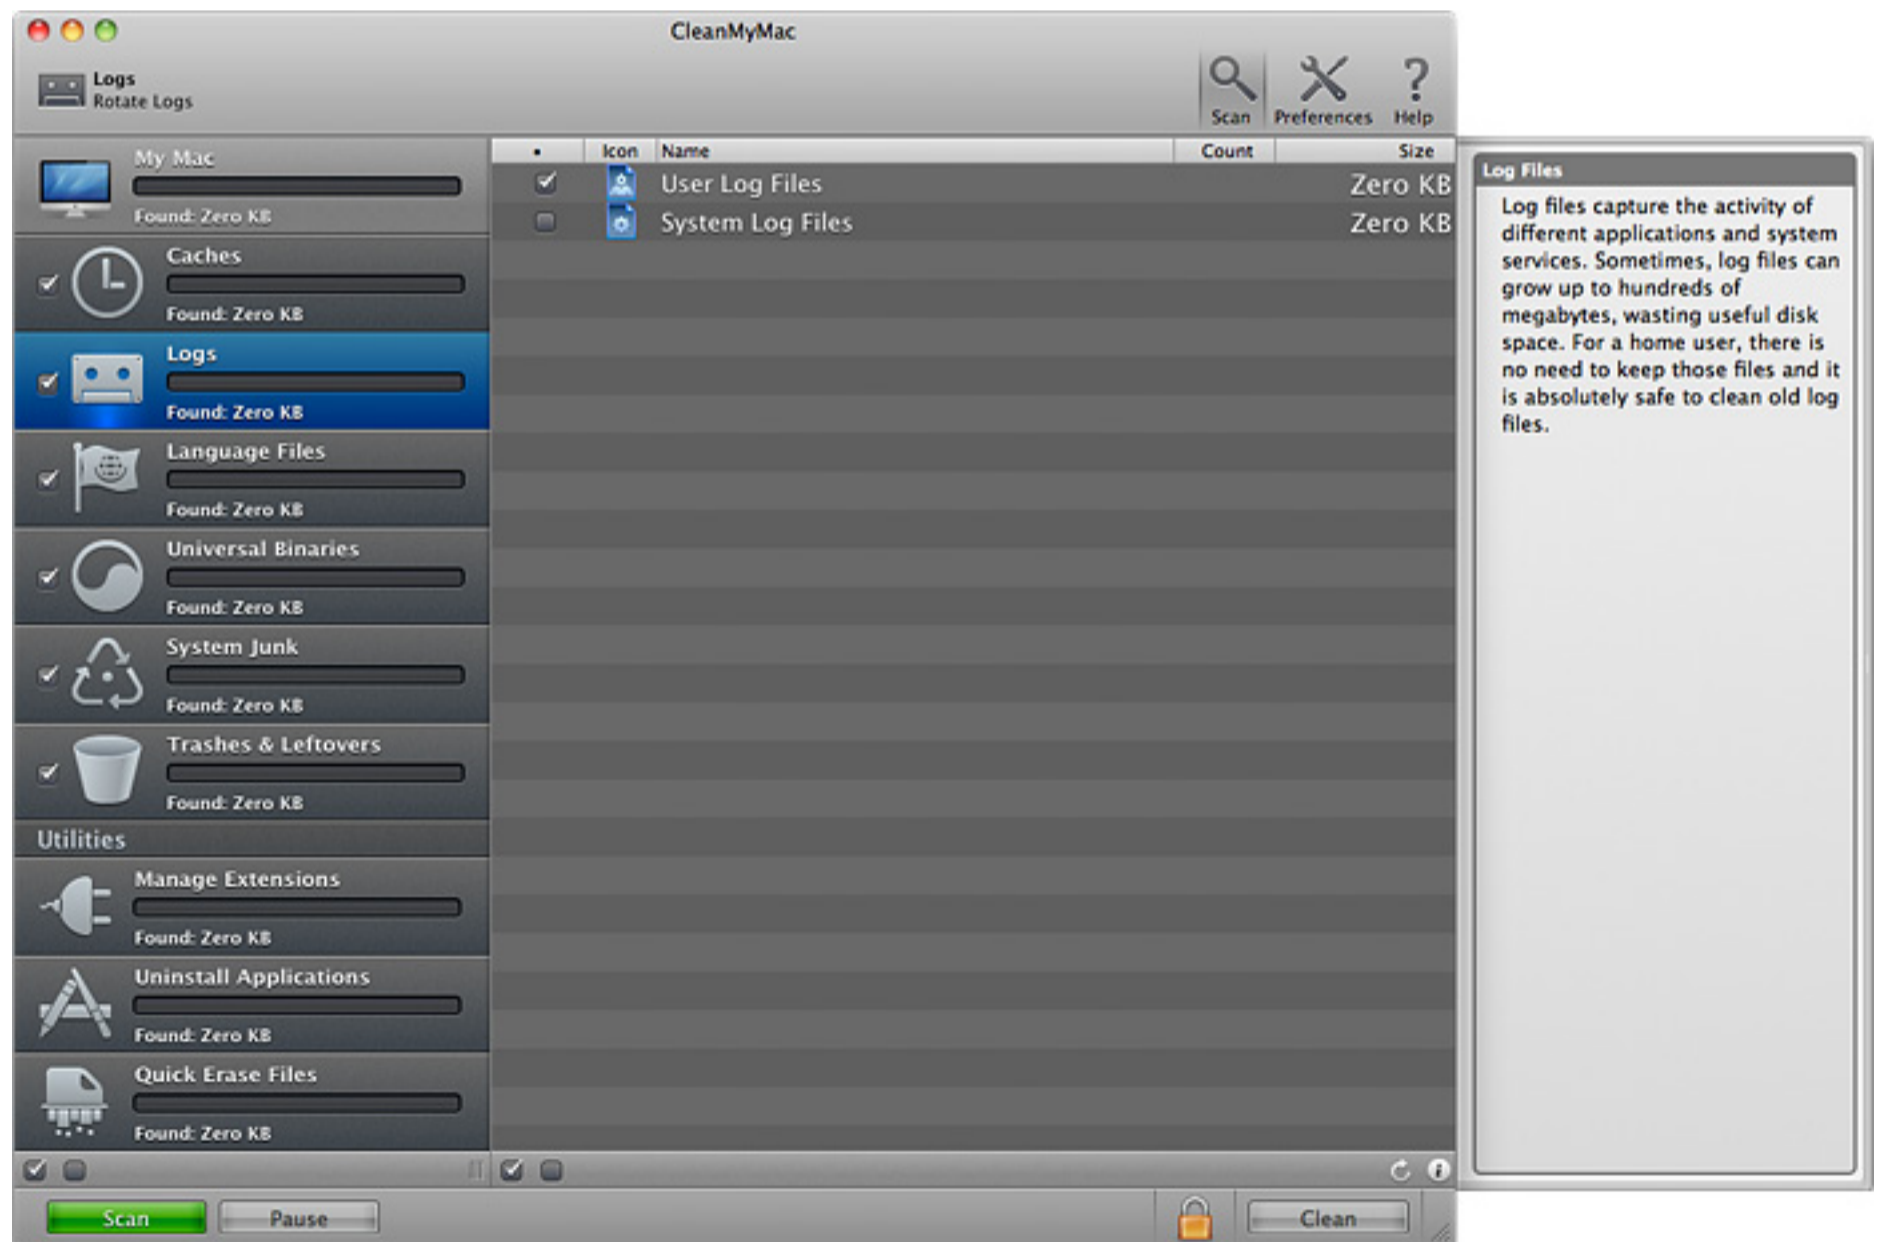 CleanMyMac
Logs
Rotate Logs
Scan
Preferences
Help
My Mac
Found: Zero KB
Caches
Found: Zero KB
Logs
Found: Zero KB
Language Files
Found: Zero KB
Universal Binaries
Found: Zero KB
System Junk
Found: Zero KB
Trashes & Leftovers
Found: Zero KB
Utilities
Manage Extensions
Found: Zero KB
Uninstall Applications
Found: Zero KB
Quick Erase Files
Found: Zero KB
Icon Name Count Size
User Log Files Zero KB
System Log Files Zero KB
Log Files
Log files capture the activity of
different applications and system
services. Sometimes, log files can
grow up to hundreds of
megabytes, wasting useful disk
space. For a home user, there is
no need to keep those files and it
is absolutely safe to clean old log
files.
Scan
Pause
Clean